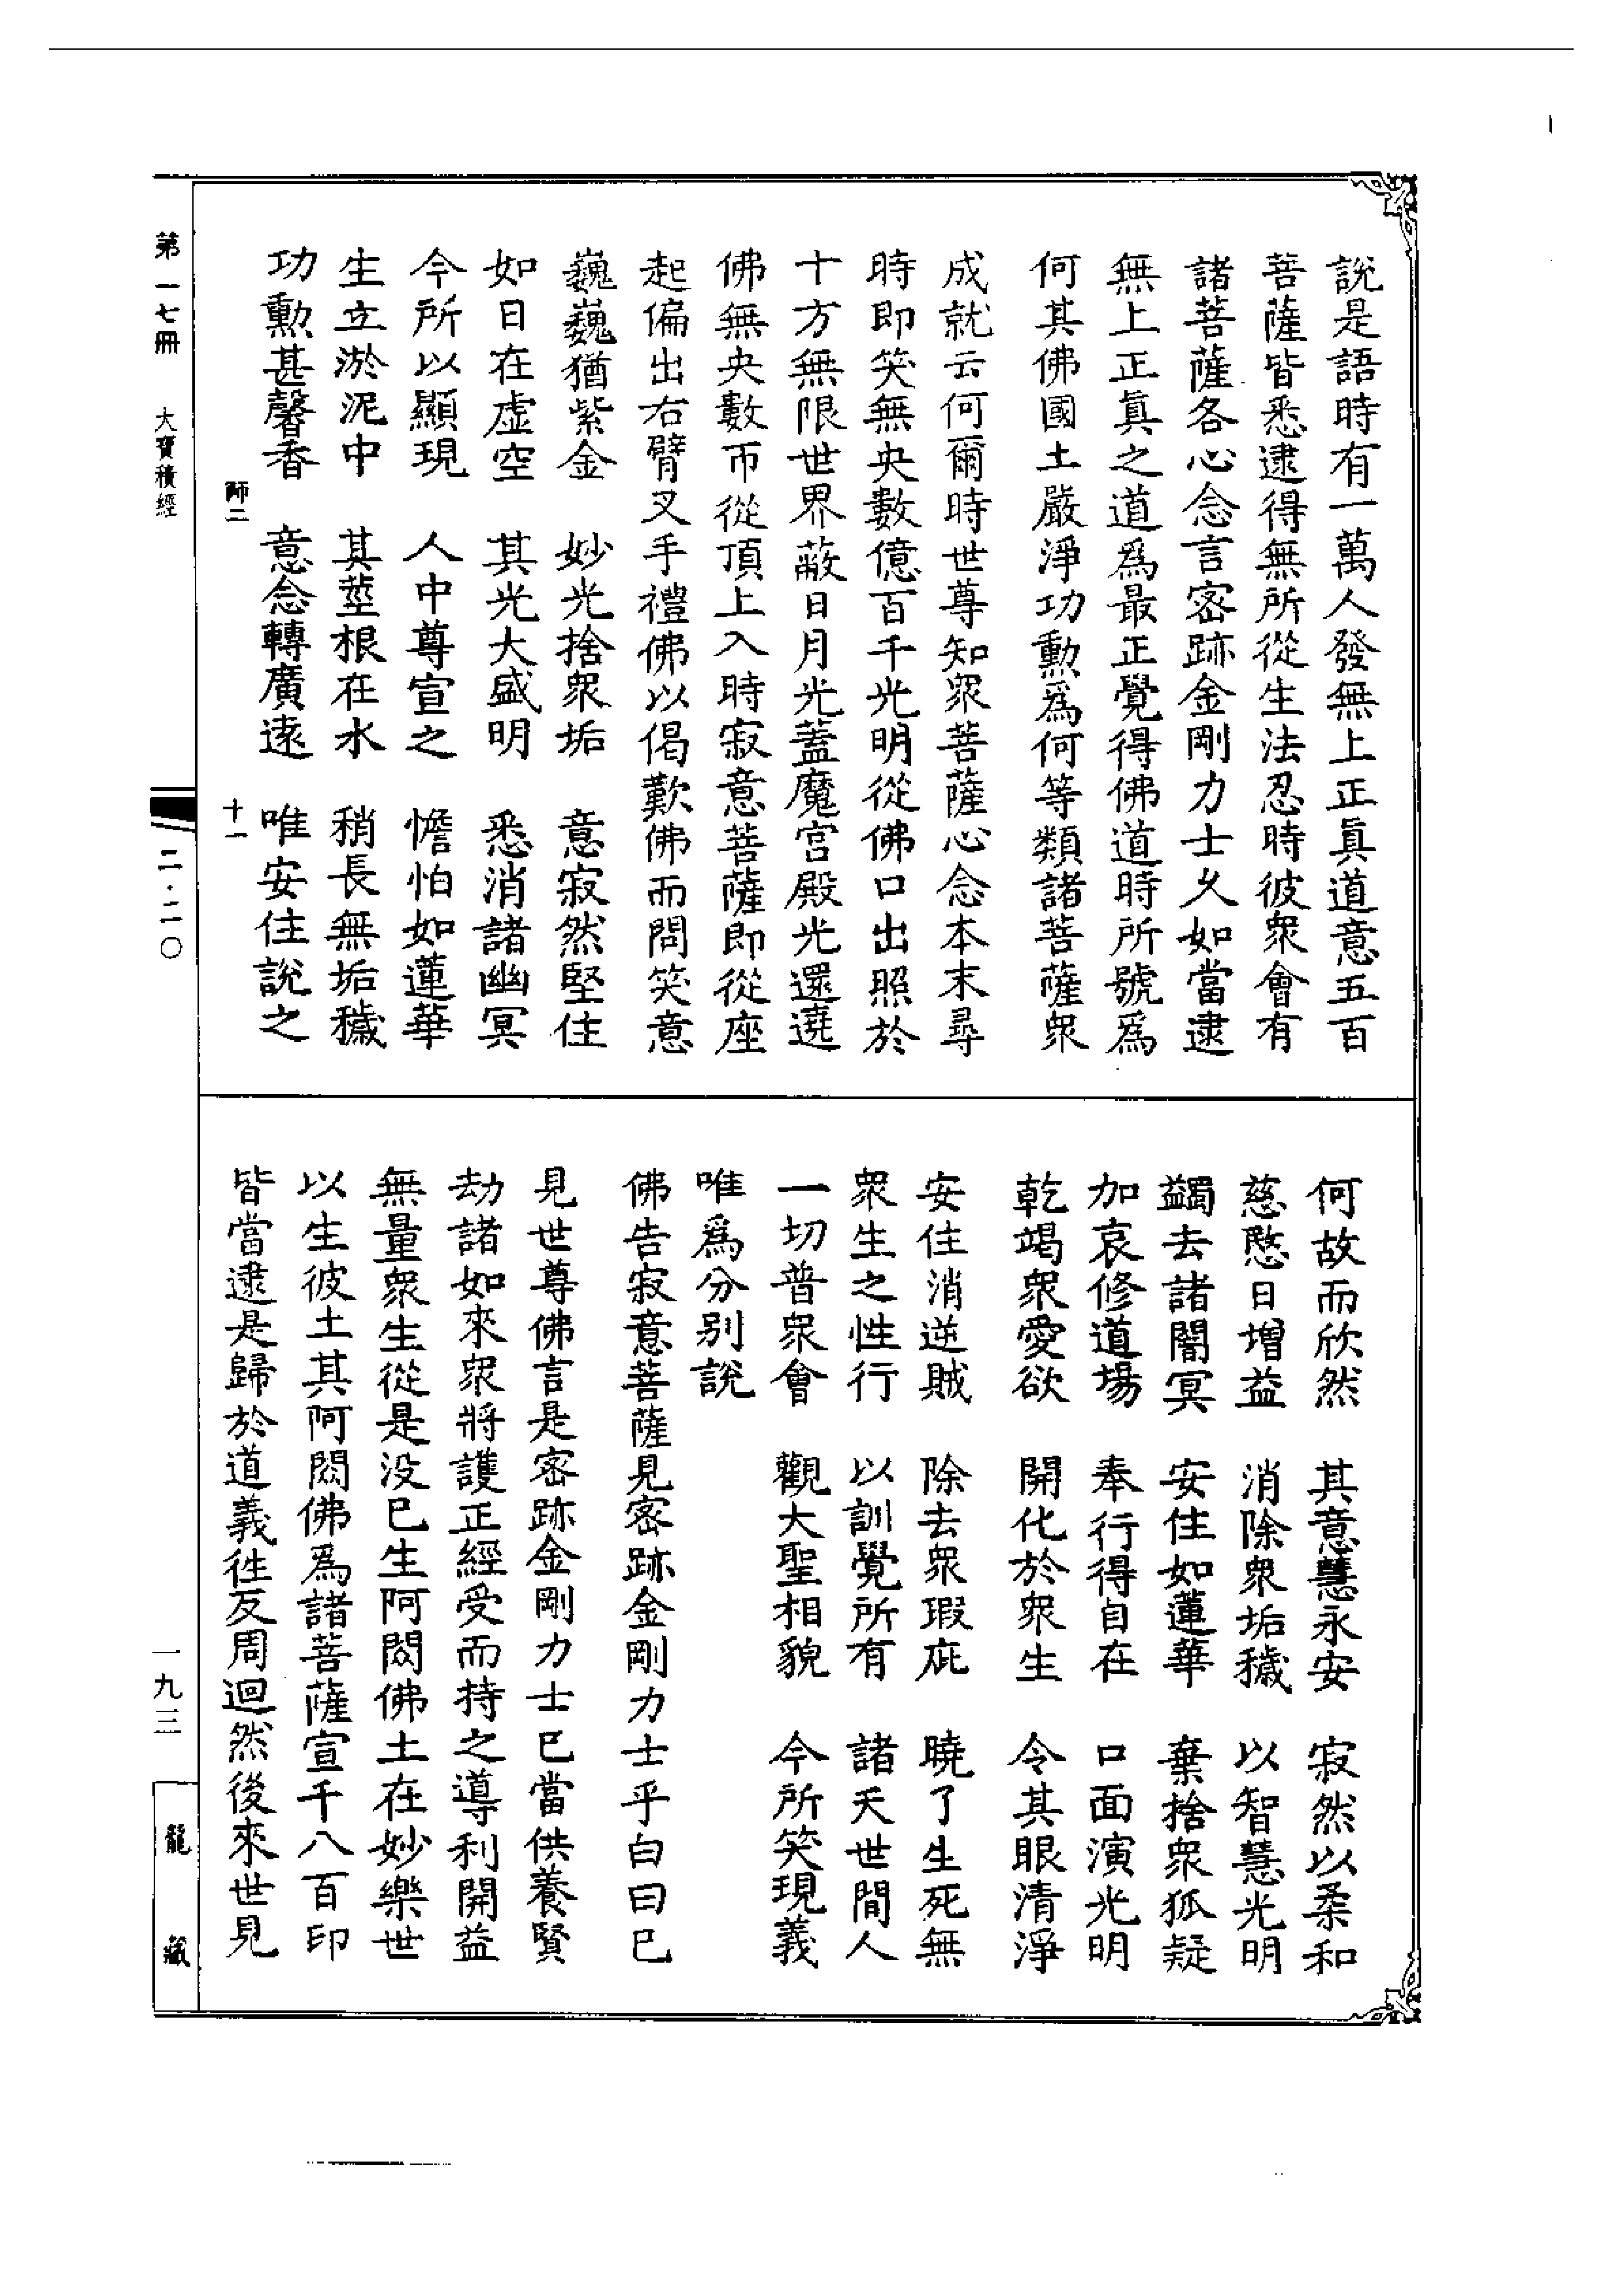 說是語時有一萬人發無上正眞道意五百
菩薩皆悉逮得無所從生法忍時彼衆會有
諸菩薩各心念言密跡金剛力士久如當逮
無上正眞之道爲最正覺得佛道時所號爲
何其佛國土嚴淨功勳爲何等類諸菩薩衆
成就云何爾時世尊知衆菩薩心念本末尋
時即笑無央數億百千光明從佛口出照於
十方無限世界蔽日月光蓋魔宮殿光還遶
佛無央數帀從頂上入時寂意菩薩即從座
起偏出右臂叉手禮佛以偈歎佛而問笑意
巍巍猶紫金　妙光捨衆垢　意寂然堅住
如日在虛空　其光大盛明　悉消諸幽冥
今所以顯現　人中尊宣之　憺怕如蓮華
生立淤泥中　其莖根在水　稍長無垢穢
功勳甚馨香　意念轉廣遠　唯安住說之
師二　十一
何故而欣然　其意慧永安　寂然以柔和
慈愍日增益　消除衆垢穢　以智慧光明
蠲去諸闇冥　安住如蓮華　棄捨衆狐疑
加哀修道場　奉行得自在　口面演光明
乾竭衆愛欲　開化於衆生　令其眼清淨
安住消逆賊　除去衆瑕疵　曉了生死無
衆生之性行　以訓覺所有　諸天世間人
一切普衆會　觀大聖相貌　今所笑現義
唯爲分別說
佛告寂意菩薩見密跡金剛力士乎白曰已
見世尊佛言是密跡金剛力士已當供養賢
劫諸如來衆將護正經受而持之導利開益
無量衆生從是没已生阿閦佛土在妙樂世
以生彼土其阿閦佛爲諸菩薩宣千八百印
皆當逮是歸於道義徃反周迴然後來世見
第一七冊　大寶積經　二·二〇　一九三　龍藏